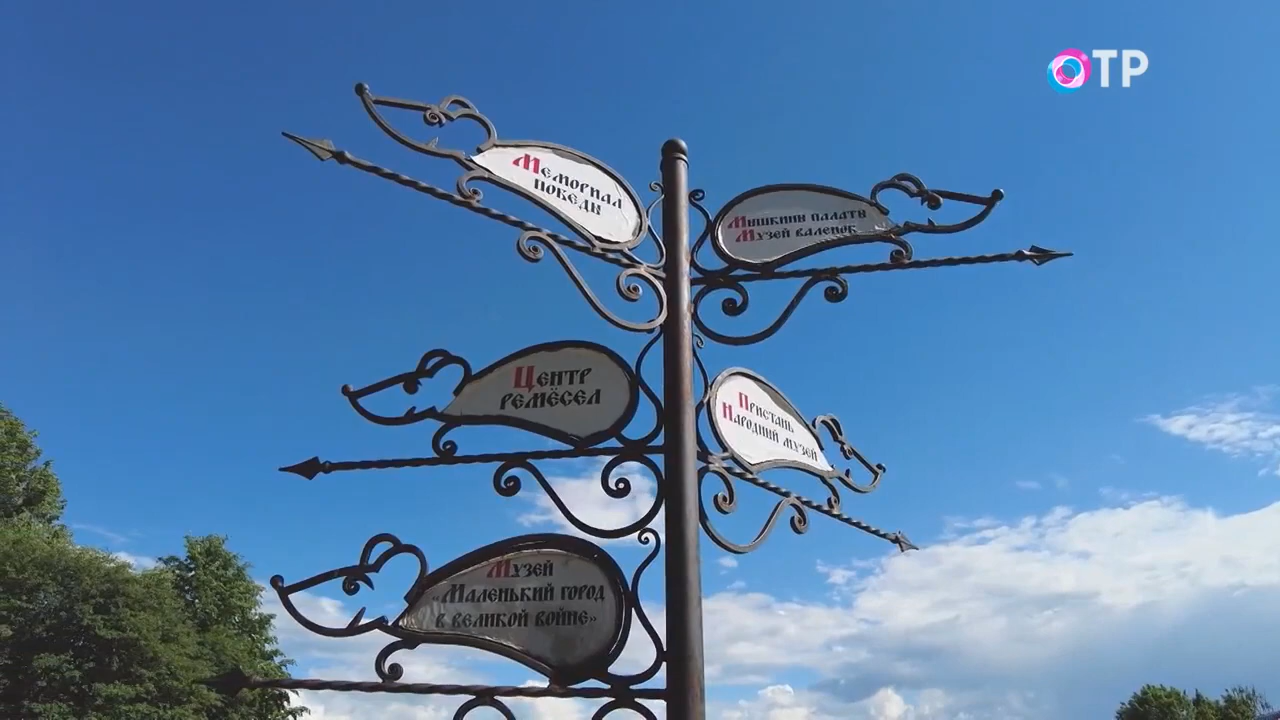 ОТР
Мемориал
победы
Мышкины палаты
Музей валенок
Центр
ремёсел
Пристань
Народный музей
Музей
«Маленький город
в великой войне»